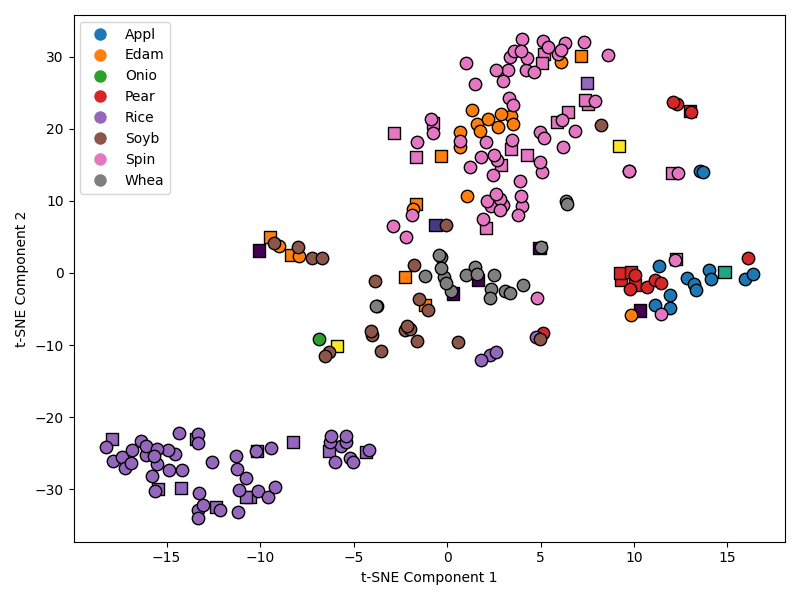 Appl
Edam
Onio
Pear
Rice
Soyb
Spin
Whea
30
20
10
0
−10
−20
−30
t-SNE Component 2
−15 −10 −5 0 5 10 15
t-SNE Component 1